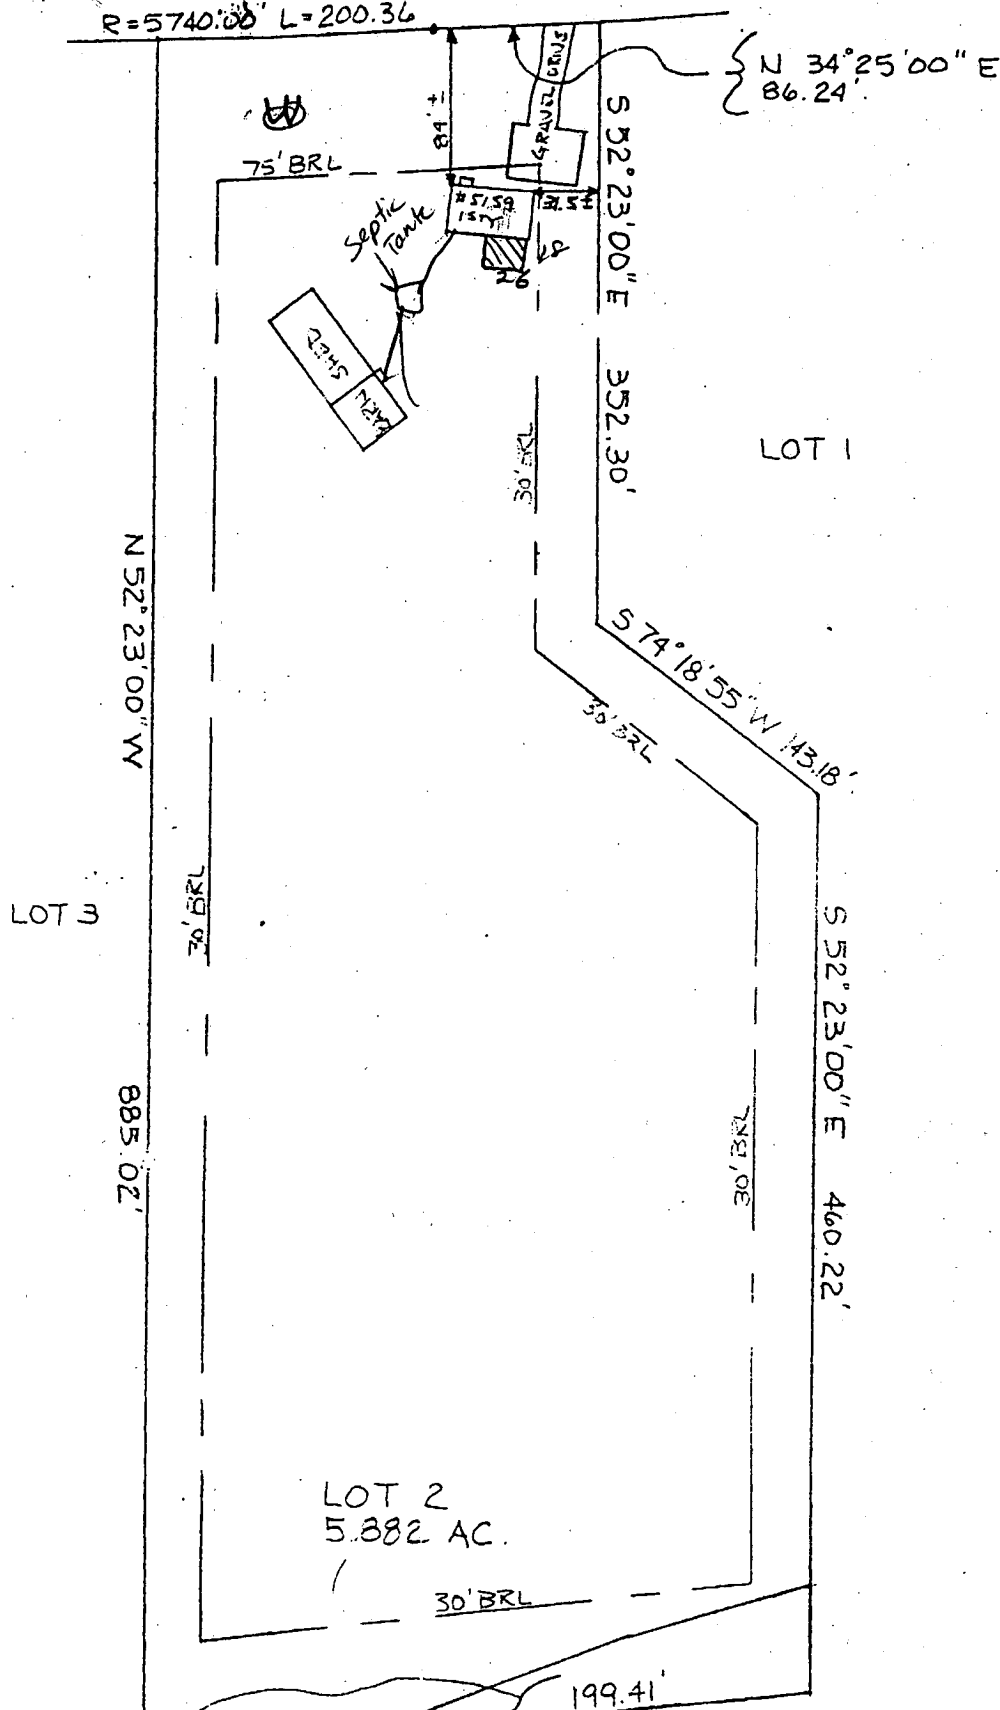 R=5740.00' L=200.36
N 34°25'00" E
86.24'
W
GRAVEL DRIVE
84'±
75' BRL
#5159
31.5±
S 52°23'00" E 352.30'
Septic
Tank
8
26
SHED
BARN
30' BRL
LOT 1
N 52°23'00" W 885.02'
S 74°18'55" W 143.18'
30' BRL
LOT 3
30' BRL
S 52°23'00" E 460.22'
30' BRL
LOT 2
5.882 AC.
30' BRL
199.41'